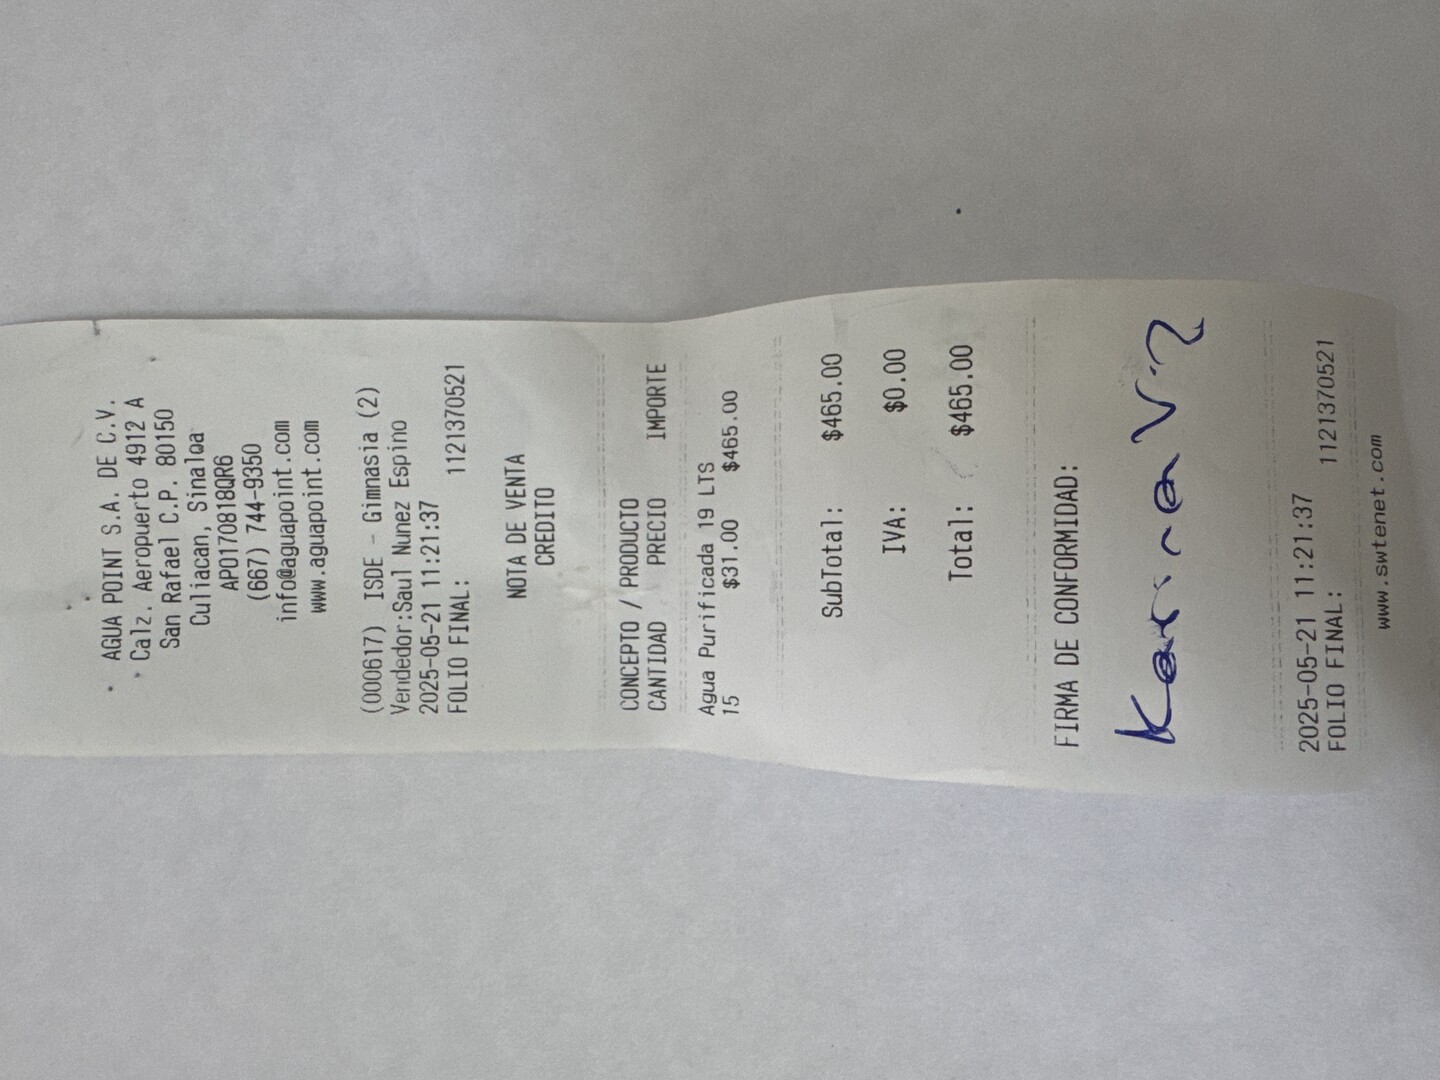 AGUA POINT S.A. DE C.V.
Calz. Aeropuerto 4912 A
San Rafael C.P. 80150
Culiacan, Sinaloa
APO170818QR6
(667) 744-9350
info@aguapoint.com
www.aguapoint.com
(000617) ISDE - Gimnasia (2)
Vendedor:Saul Nunez Espino
2025-05-21 11:21:37
FOLIO FINAL: 1121370521
NOTA DE VENTA
CREDITO
CONCEPTO / PRODUCTO
CANTIDAD PRECIO IMPORTE
Agua Purificada 19 LTS
15 $31.00 $465.00
SubTotal: $465.00
IVA: $0.00
Total: $465.00
FIRMA DE CONFORMIDAD:
Karina
2025-05-21 11:21:37
FOLIO FINAL: 1121370521
www.swtenet.com